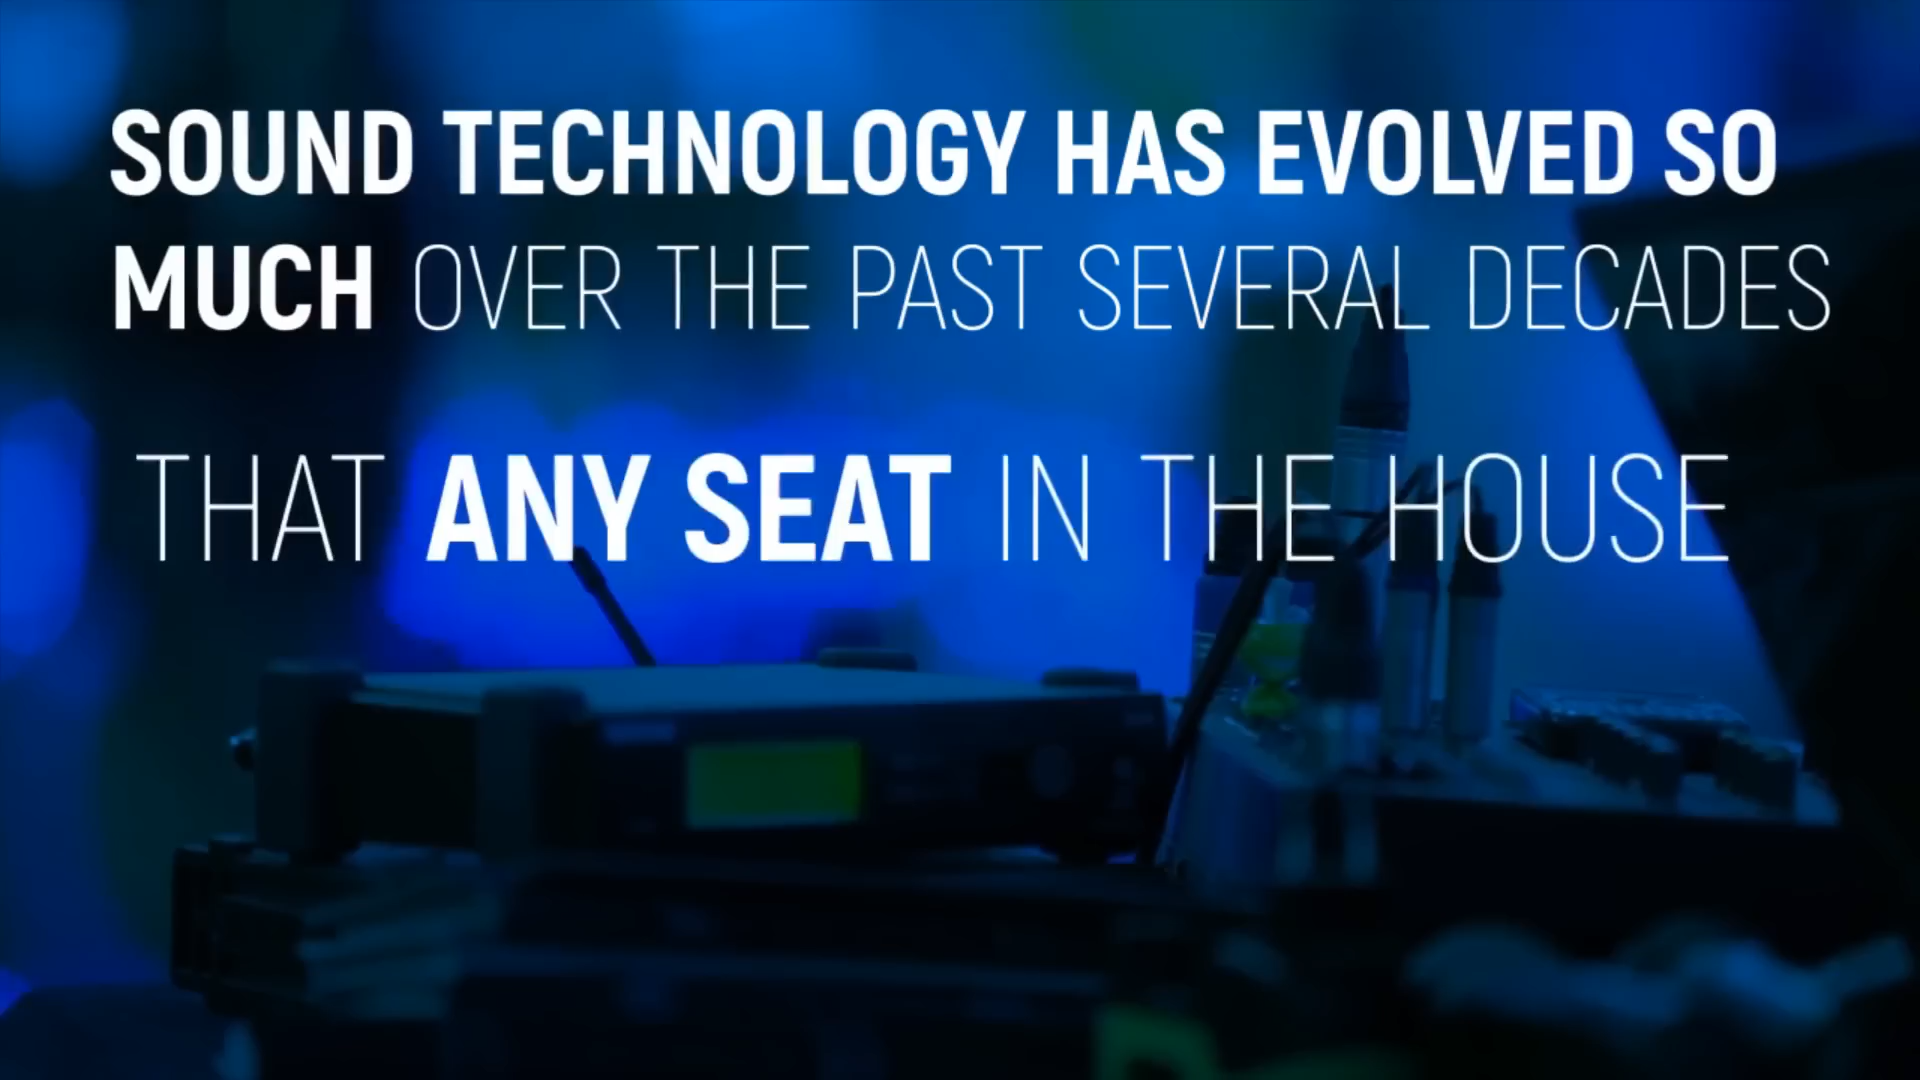 SOUND TECHNOLOGY HAS EVOLVED SO
MUCH OVER THE PAST SEVERAL DECADES
THAT ANY SEAT IN THE HOUSE